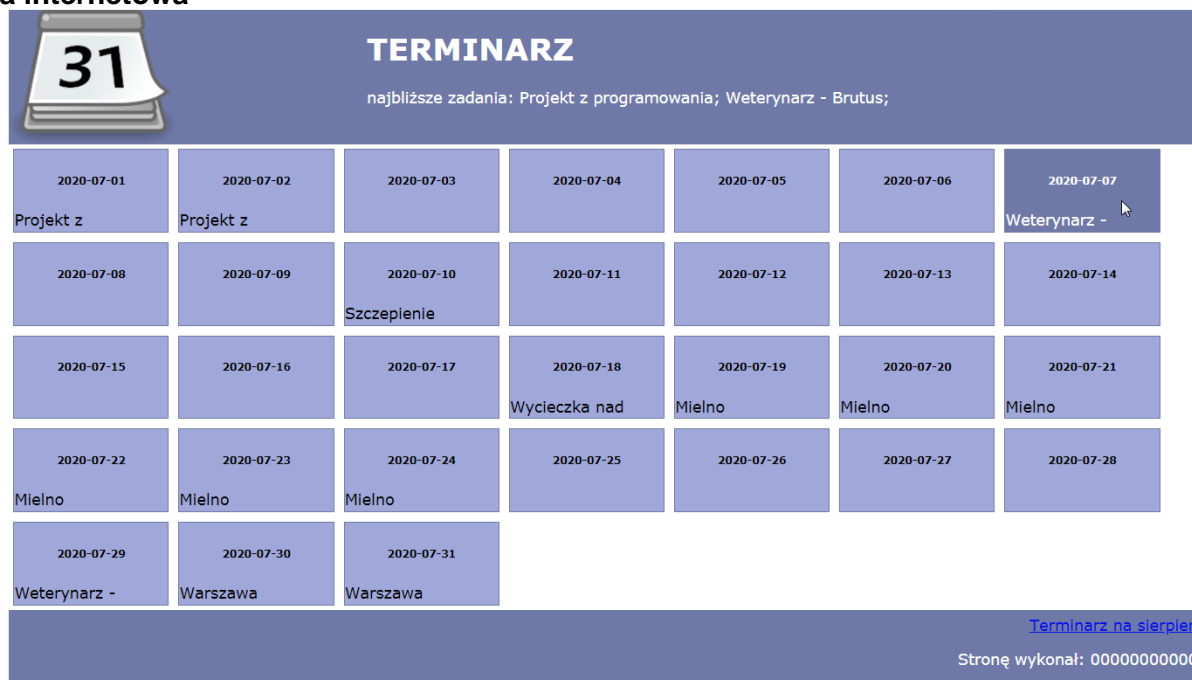 a internetowa
31
TERMINARZ
najbliższe zadania: Projekt z programowania; Weterynarz - Brutus;
2020-07-01 2020-07-02 2020-07-03 2020-07-04 2020-07-05 2020-07-06 2020-07-07
Projekt z Projekt z Weterynarz -
2020-07-08 2020-07-09 2020-07-10 2020-07-11 2020-07-12 2020-07-13 2020-07-14
Szczepienie
2020-07-15 2020-07-16 2020-07-17 2020-07-18 2020-07-19 2020-07-20 2020-07-21
Wycieczka nad Mielno Mielno Mielno
2020-07-22 2020-07-23 2020-07-24 2020-07-25 2020-07-26 2020-07-27 2020-07-28
Mielno Mielno Mielno
2020-07-29 2020-07-30 2020-07-31
Weterynarz - Warszawa Warszawa
Terminarz na sierpie
Stronę wykonał: 00000000000